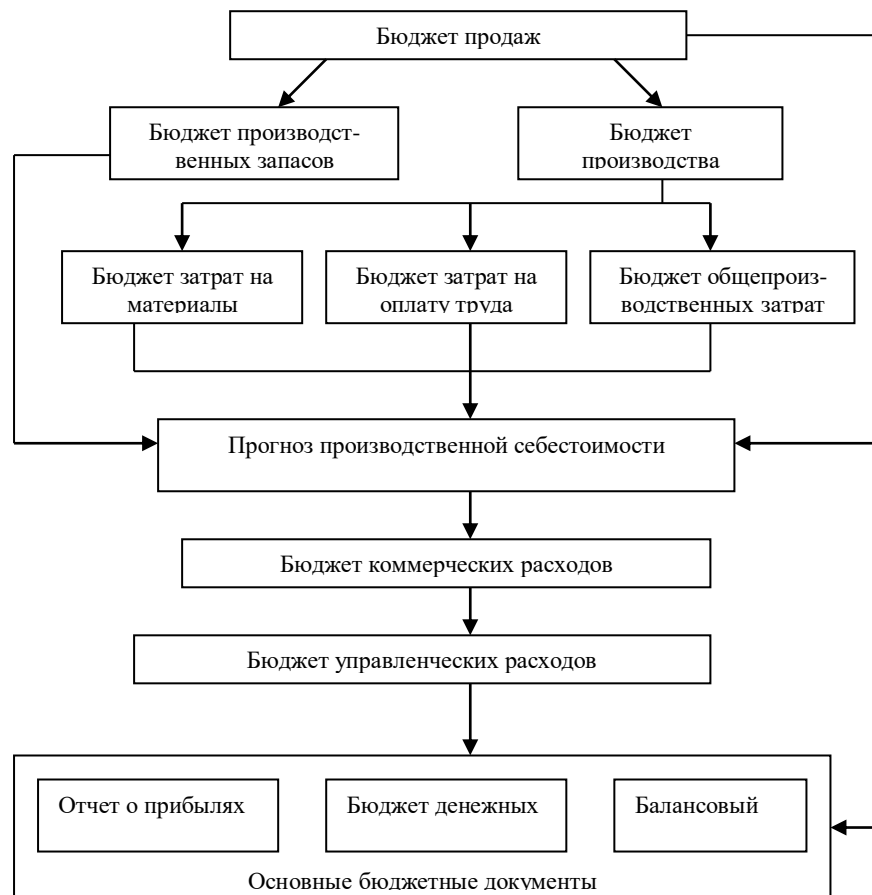 Бюджет продаж
Бюджет производст-
венных запасов
Бюджет
производства
Бюджет затрат на
материалы
Бюджет затрат на
оплату труда
Бюджет общепроиз-
водственных затрат
Прогноз производственной себестоимости
Бюджет коммерческих расходов
Бюджет управленческих расходов
Отчет о прибылях
Бюджет денежных
Балансовый
Основные бюджетные документы